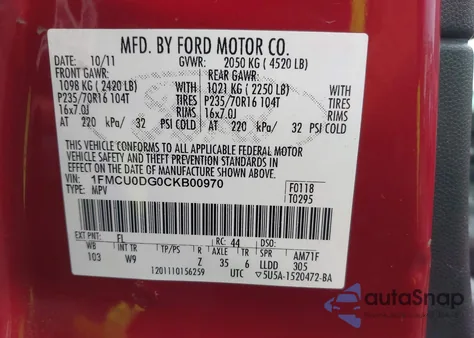 MFD. BY FORD MOTOR CO.
DATE: 10/11 GVWR: 2050 KG (4520 LB)
FRONT GAWR: REAR GAWR:
1098 KG (2420 LB) WITH 1021 KG (2250 LB) WITH
P235/70R16 104T TIRES P235/70R16 104T TIRES
16x7.0J RIMS 16x7.0J RIMS
AT 220 kPa/ 32 PSI COLD AT 220 kPa/ 32 PSI COLD
THIS VEHICLE CONFORMS TO ALL APPLICABLE FEDERAL MOTOR
VEHICLE SAFETY AND THEFT PREVENTION STANDARDS IN
EFFECT ON THE DATE OF MANUFACTURE SHOWN ABOVE.
VIN: 1FMCU0DG0CKB00970
TYPE: MPV
F0118
T0295
EXT PNT: FL RC: 44 DSO:
WB INT TR TP/PS R AXLE TR SPR AM71F
103 W9 Z 35 6 LLDD 305
1201110156259 UTC 5U5A-1520472-BA
autoSnap